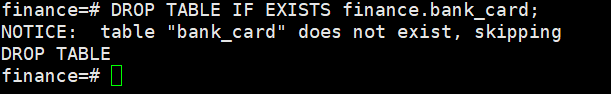 finance=# DROP TABLE IF EXISTS finance.bank_card;
NOTICE:  table "bank_card" does not exist, skipping
DROP TABLE
finance=#